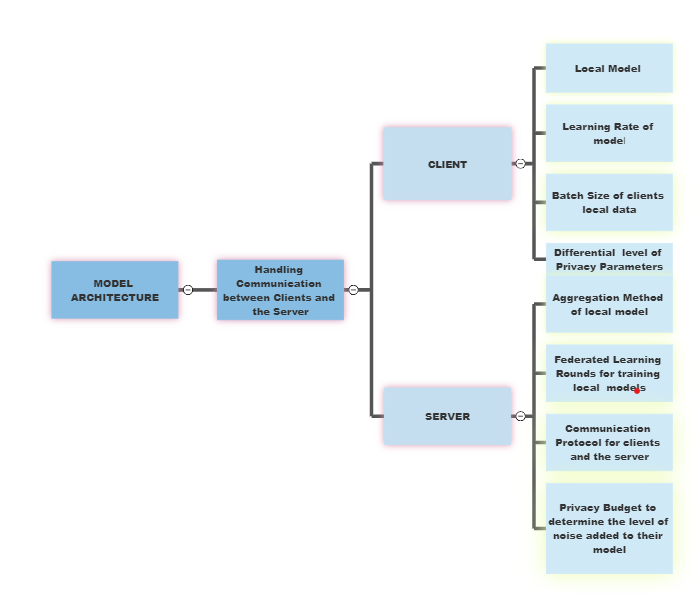 MODEL
ARCHITECTURE
Handling
Communication
between Clients and
the Server
CLIENT
Local Model
Learning Rate of
model
Batch Size of clients
local data
Differential level of
Privacy Parameters
SERVER
Aggregation Method
of local model
Federated Learning
Rounds for training
local models
Communication
Protocol for clients
and the server
Privacy Budget to
determine the level of
noise added to their
model